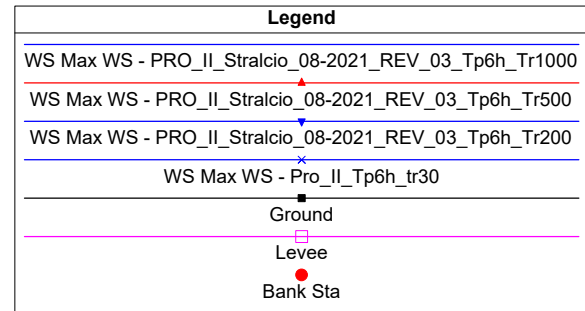 Legend
WS Max WS - PRO_II_Stralcio_08-2021_REV_03_Tp6h_Tr1000
WS Max WS - PRO_II_Stralcio_08-2021_REV_03_Tp6h_Tr500
WS Max WS - PRO_II_Stralcio_08-2021_REV_03_Tp6h_Tr200
WS Max WS - Pro_II_Tp6h_tr30
Ground
Levee
Bank Sta